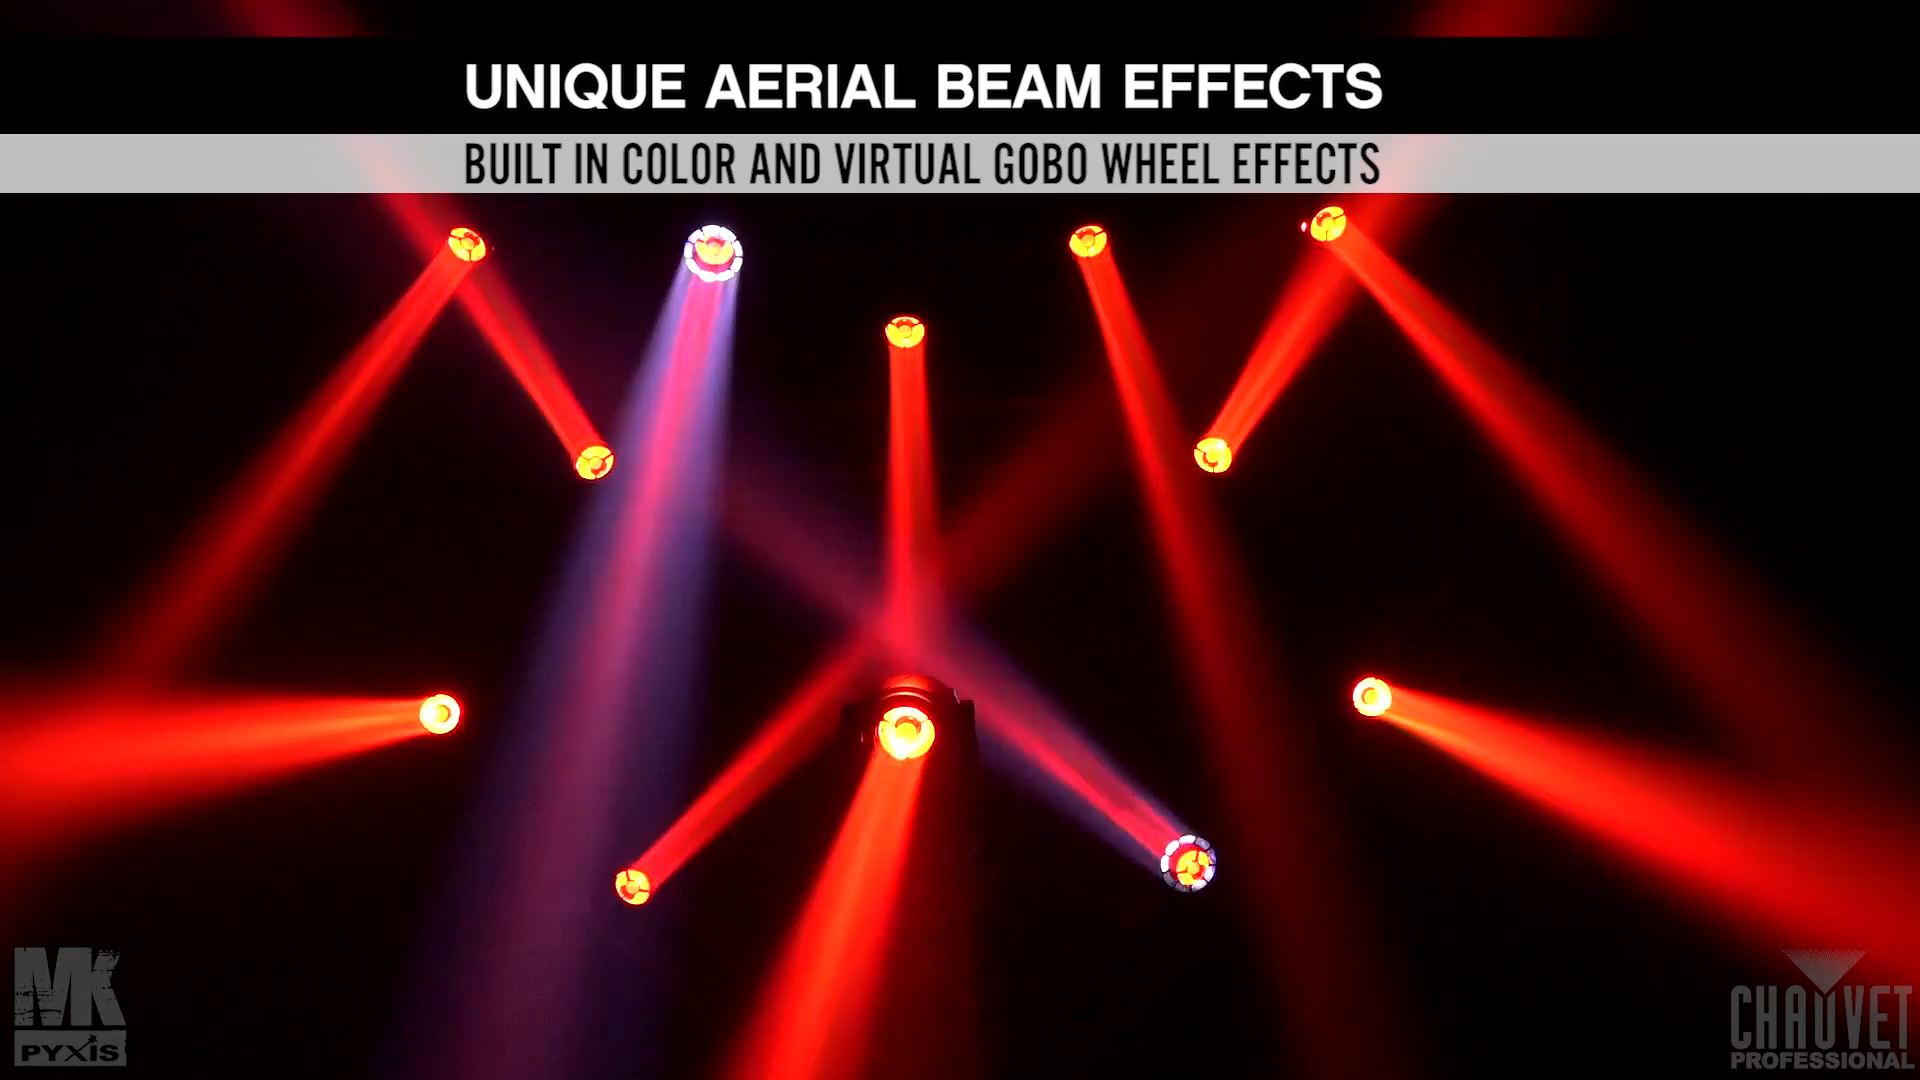 UNIQUE AERIAL BEAM EFFECTS
BUILT IN COLOR AND VIRTUAL GOBO WHEEL EFFECTS
MK
PYXIS
CHAUVET
PROFESSIONAL